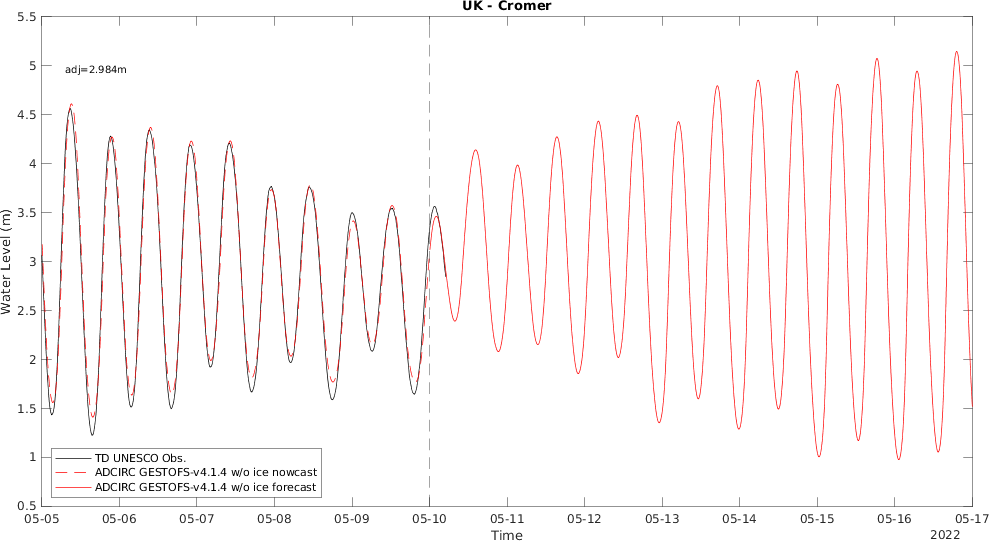 UK - Cromer
5.5
5
4.5
4
3.5
3
2.5
2
1.5
1
0.5
Water Level (m)
adj=2.984m
TD UNESCO Obs.
ADCIRC GESTOFS-v4.1.4 w/o ice nowcast
ADCIRC GESTOFS-v4.1.4 w/o ice forecast
05-05 05-06 05-07 05-08 05-09 05-10 05-11 05-12 05-13 05-14 05-15 05-16 05-17
Time
2022